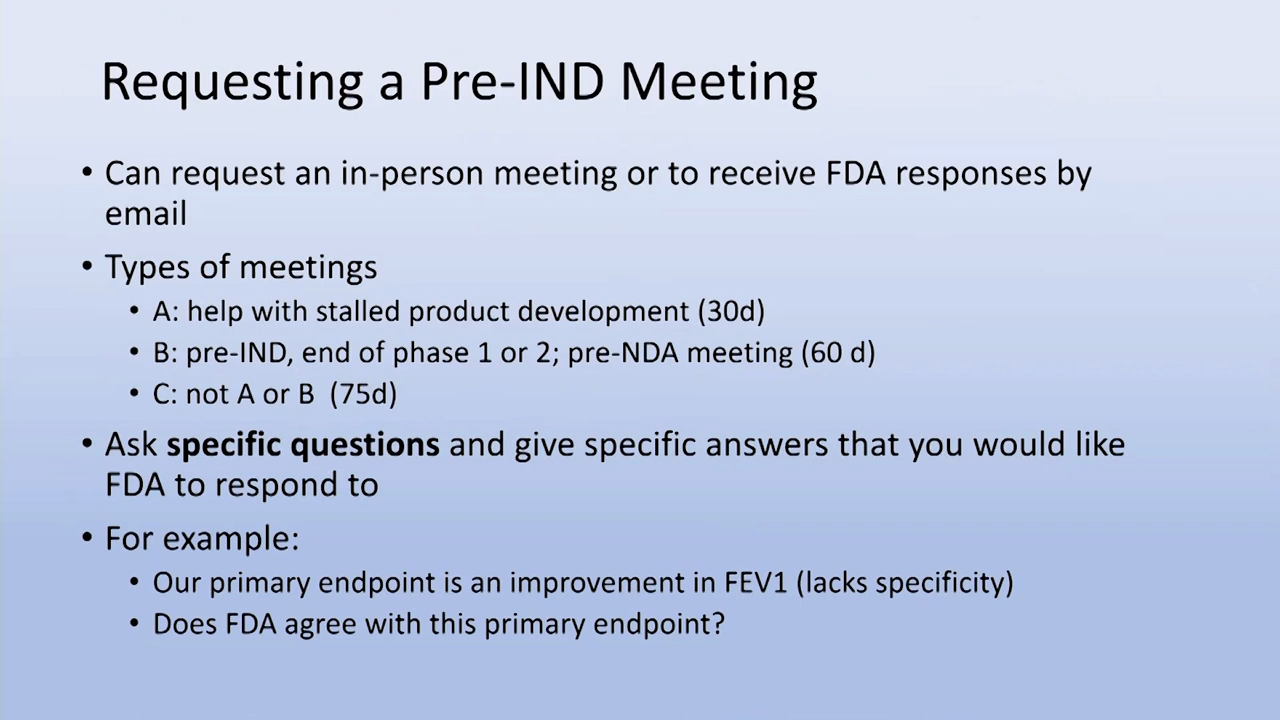 Requesting a Pre-IND Meeting
• Can request an in-person meeting or to receive FDA responses by
email
• Types of meetings
• A: help with stalled product development (30d)
• B: pre-IND, end of phase 1 or 2; pre-NDA meeting (60 d)
• C: not A or B  (75d)
• Ask specific questions and give specific answers that you would like
FDA to respond to
• For example:
• Our primary endpoint is an improvement in FEV1 (lacks specificity)
• Does FDA agree with this primary endpoint?